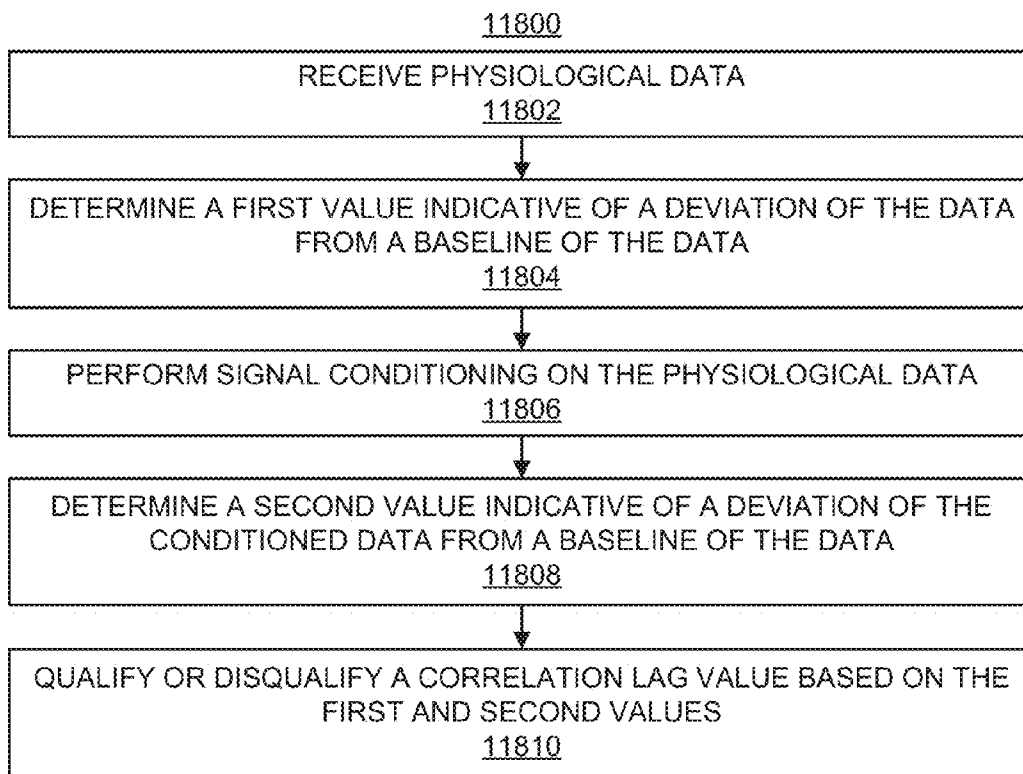 11800
RECEIVE PHYSIOLOGICAL DATA
11802
DETERMINE A FIRST VALUE INDICATIVE OF A DEVIATION OF THE DATA
FROM A BASELINE OF THE DATA
11804
PERFORM SIGNAL CONDITIONING ON THE PHYSIOLOGICAL DATA
11806
DETERMINE A SECOND VALUE INDICATIVE OF A DEVIATION OF THE
CONDITIONED DATA FROM A BASELINE OF THE DATA
11808
QUALIFY OR DISQUALIFY A CORRELATION LAG VALUE BASED ON THE
FIRST AND SECOND VALUES
11810